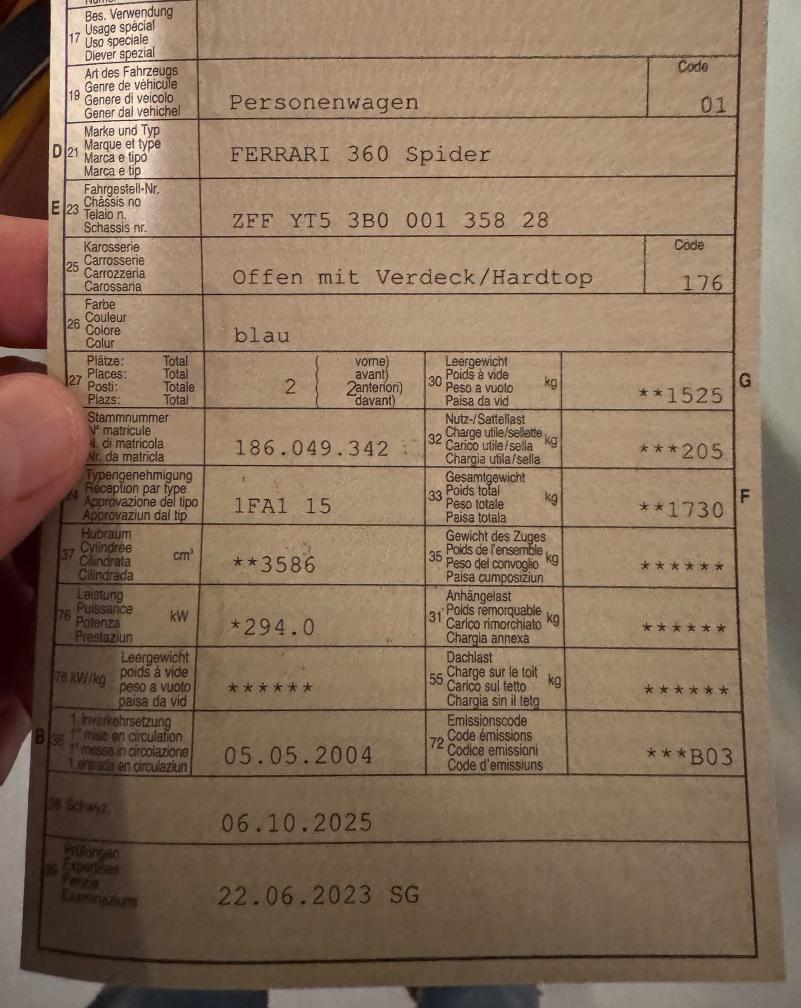 17 Bes. Verwendung
Usage spécial
Uso speciale
Diever spezial
19 Art des Fahrzeugs
Genre de véhicule
Genere di veicolo
Gener dal vehichel
Personenwagen
Code
01
D 21 Marke und Typ
Marque et type
Marca e tipo
Marca e tip
FERRARI 360 Spider
E 23 Fahrgestell-Nr.
Châssis no
Telaio n.
Schassis nr.
ZFF YT5 3B0 001 358 28
25 Karosserie
Carrosserie
Carrozzeria
Carossaria
Offen mit Verdeck/Hardtop
Code
176
26 Farbe
Couleur
Colore
Colur
blau
27 Plätze: Total
Places: Total
Posti: Totale
Plazs: Total
2
vorne)
avant)
2 anteriori)
davant)
30 Leergewicht
Poids à vide
Peso a vuoto
Paisa da vid
kg
**1525
G
Stammnummer
N° matricule
N. di matricola
Nr. da matricla
186.049.342
32 Nutz-/Sattellast
Charge utile/sellette
Carico utile/sella
Chargia utila/sella
kg
***205
24 Typengenehmigung
Réception par type
Approvazione del tipo
Approvaziun dal tip
1FA1 15
33 Gesamtgewicht
Poids total
Peso totale
Paisa totala
kg
**1730
F
37 Hubraum
Cylindrée
Cilindrata
Cilindrada
cm³
**3586
35 Gewicht des Zuges
Poids de l'ensemble
Peso del convoglio
Paisa cumposiziun
kg
******
76 Leistung
Puissance
Potenza
Prestaziun
kW
*294.0
31 Anhängelast
Poids remorquable
Carico rimorchiato
Chargia annexa
kg
******
78 kW/kg
Leergewicht
poids à vide
peso a vuoto
paisa da vid
******
55 Dachlast
Charge sur le toit
Carico sul tetto
Chargia sin il tetg
kg
******
B 36 1. Inverkehrsetzung
1re mise en circulation
1a messa in circolazione
1. entrada en circulaziun
05.05.2004
72 Emissionscode
Code émissions
Codice emissioni
Code d'emissiuns
***B03
38 Schwyz.
06.10.2025
39 Prüfungen
Expertises
Perizie
Examinaziuns
22.06.2023 SG